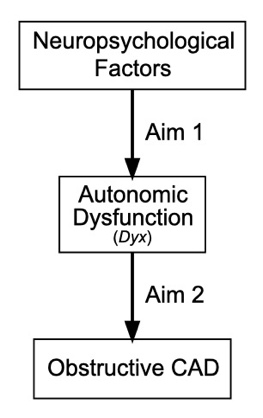 Neuropsychological
Factors
Aim 1
Autonomic
Dysfunction
(Dyx)
Aim 2
Obstructive CAD